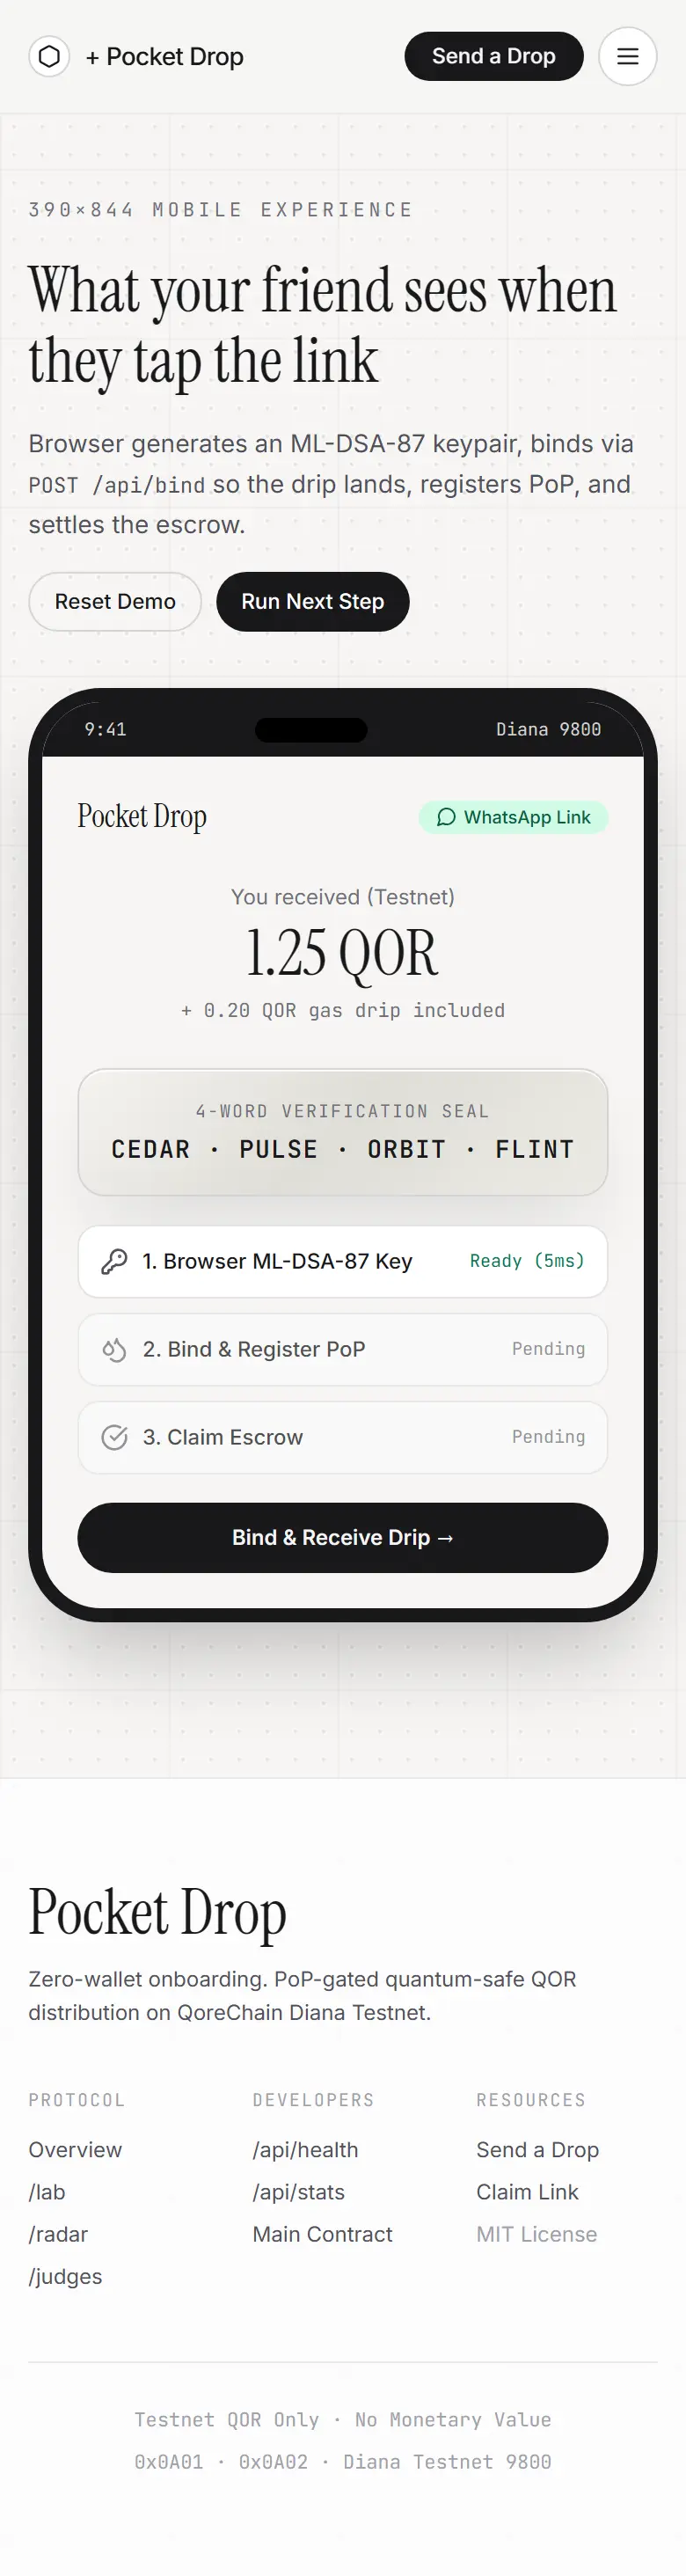 + Pocket Drop
Send a Drop
390×844 MOBILE EXPERIENCE
What your friend sees when
they tap the link
Browser generates an ML-DSA-87 keypair, binds via
POST /api/bind so the drip lands, registers PoP, and
settles the escrow.
Reset Demo
Run Next Step
9:41
Diana 9800
Pocket Drop
WhatsApp Link
You received (Testnet)
1.25 QOR
+ 0.20 QOR gas drip included
4-WORD VERIFICATION SEAL
CEDAR · PULSE · ORBIT · FLINT
1. Browser ML-DSA-87 Key
Ready (5ms)
2. Bind & Register PoP
Pending
3. Claim Escrow
Pending
Bind & Receive Drip →
Pocket Drop
Zero-wallet onboarding. PoP-gated quantum-safe QOR
distribution on QoreChain Diana Testnet.
PROTOCOL
Overview
/lab
/radar
/judges
DEVELOPERS
/api/health
/api/stats
Main Contract
RESOURCES
Send a Drop
Claim Link
MIT License
Testnet QOR Only · No Monetary Value
0x0A01 · 0x0A02 · Diana Testnet 9800